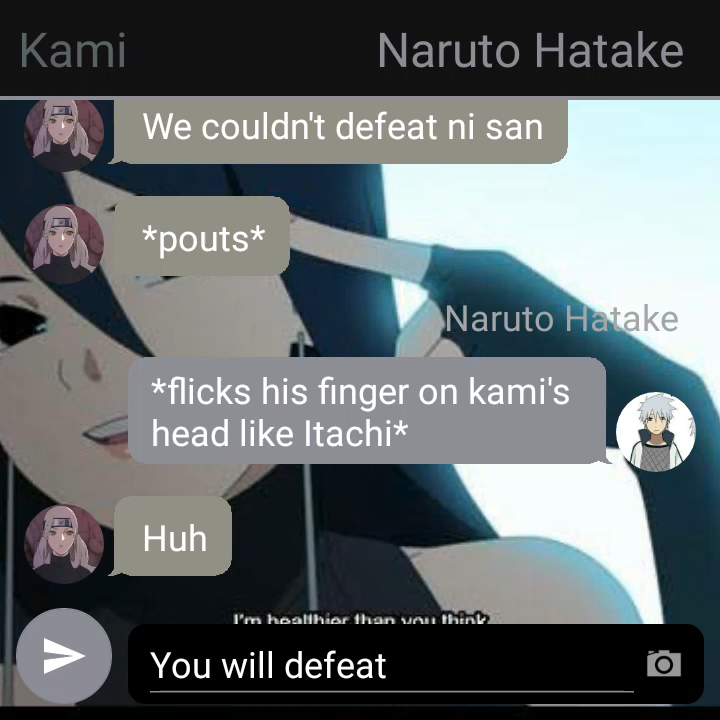 Kami
Naruto Hatake
We couldn't defeat ni san
*pouts*
Naruto Hatake
*flicks his finger on kami's
head like Itachi*
Huh
I'm healthier than you think
You will defeat